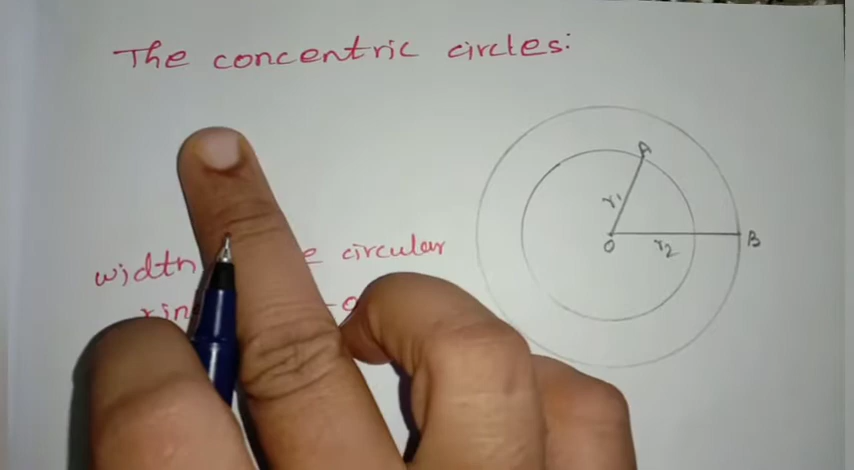 The concentric circles:
A
r1
O
r2
B
width circular